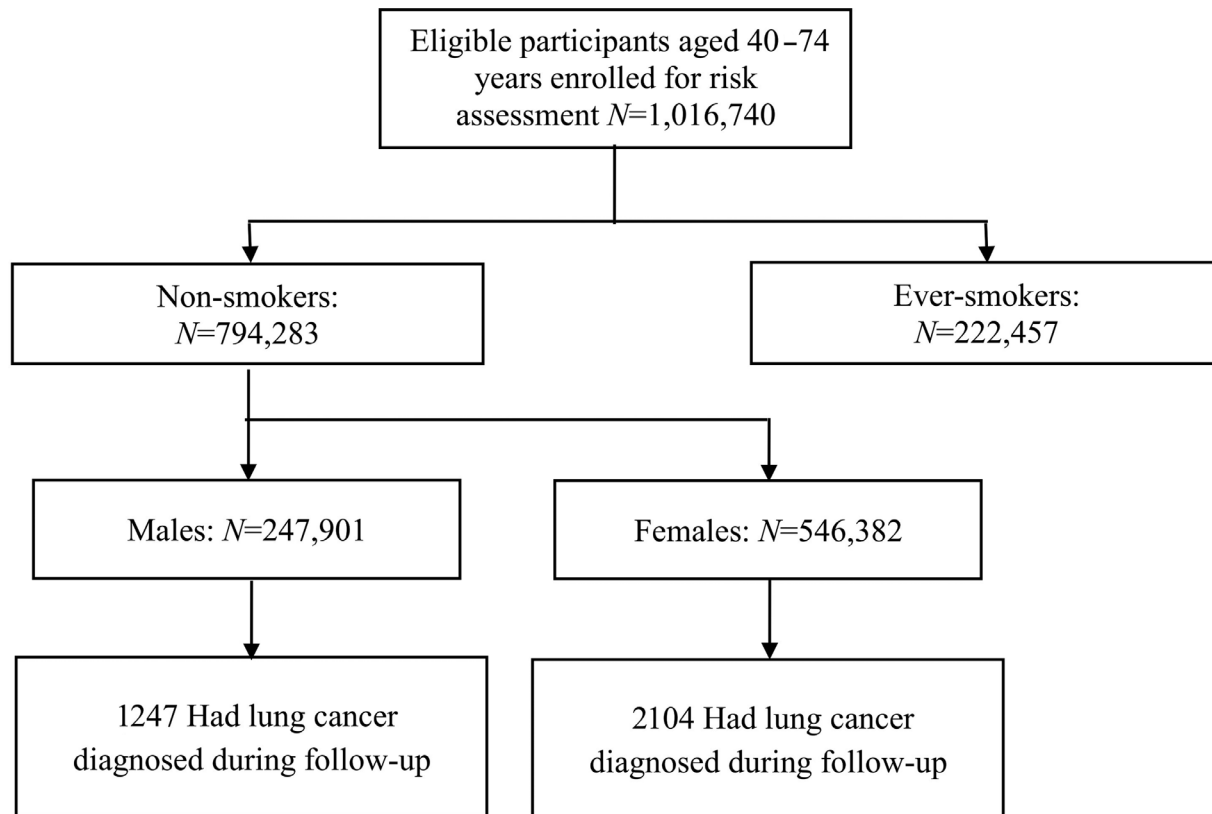 Eligible participants aged 40–74
years enrolled for risk
assessment N=1,016,740
Non-smokers:
N=794,283
Ever-smokers:
N=222,457
Males: N=247,901
Females: N=546,382
1247 Had lung cancer
diagnosed during follow-up
2104 Had lung cancer
diagnosed during follow-up